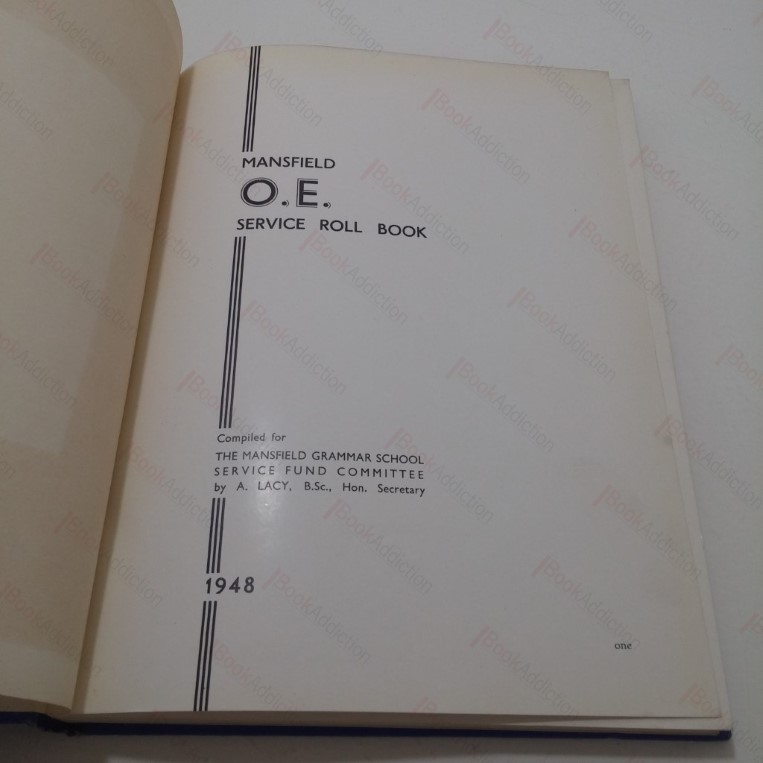 MANSFIELD
O.E.
SERVICE ROLL BOOK
Compiled for
THE MANSFIELD GRAMMAR SCHOOL
SERVICE FUND COMMITTEE
by A. LACY, B.Sc., Hon. Secretary
1948
one
BookAddiction